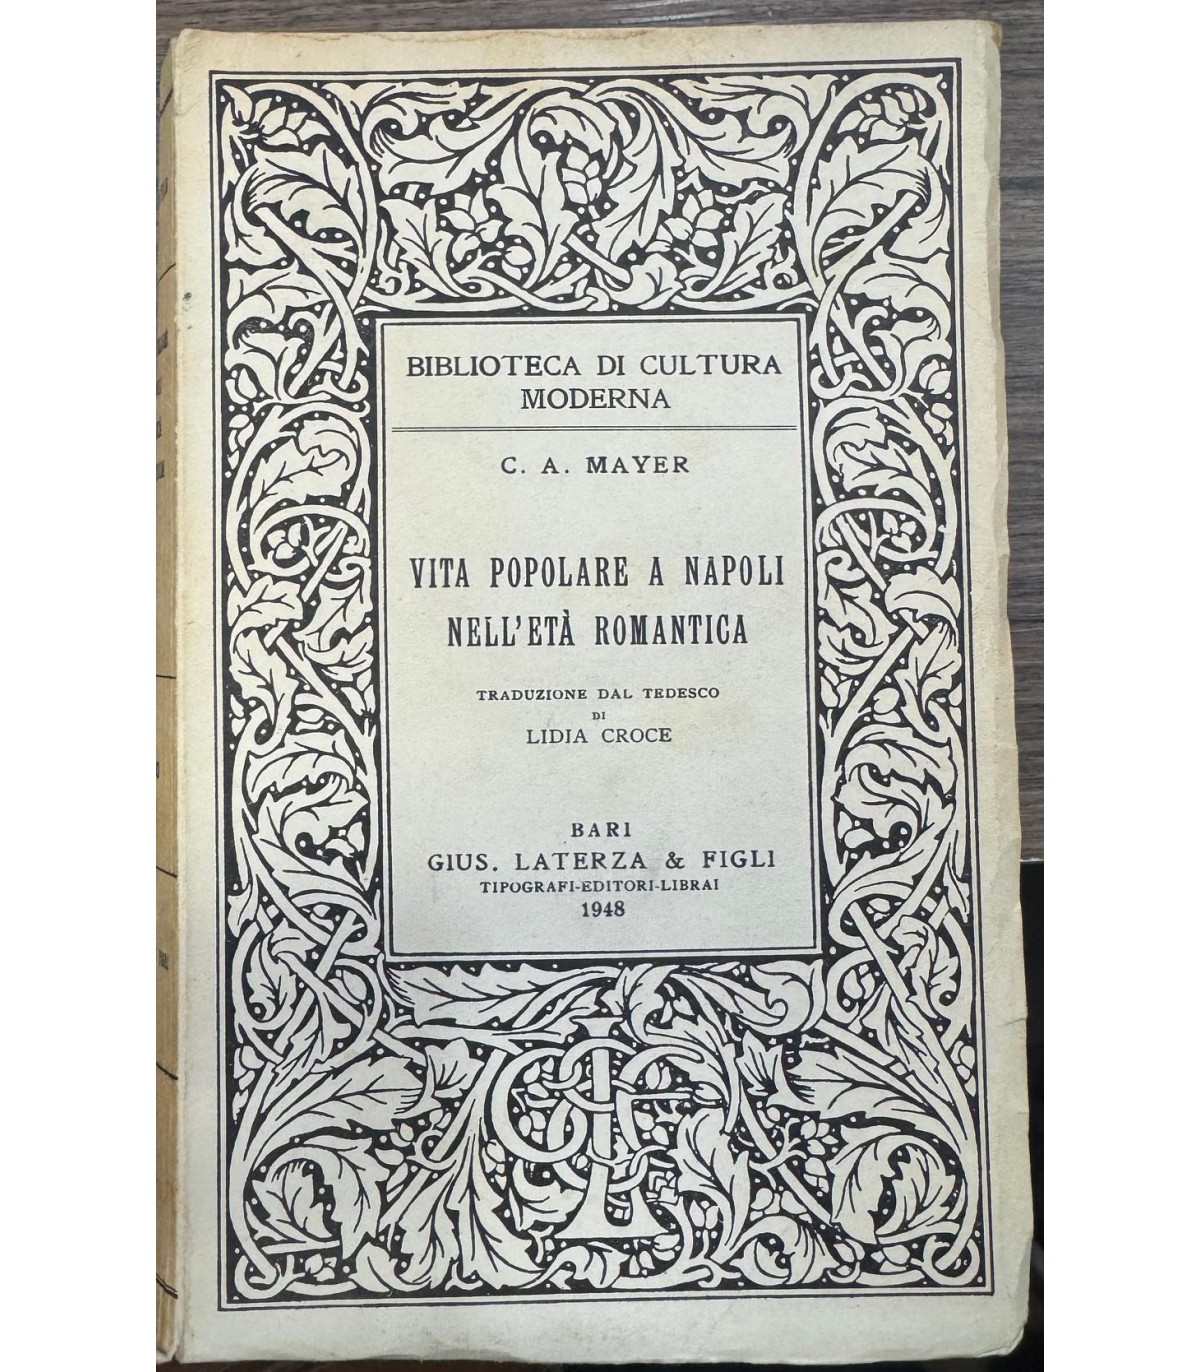 BIBLIOTECA DI CULTURA
MODERNA
C. A. MAYER
VITA POPOLARE A NAPOLI
NELL'ETÀ ROMANTICA
TRADUZIONE DAL TEDESCO
DI
LIDIA CROCE
BARI
GIUS. LATERZA & FIGLI
TIPOGRAFI-EDITORI-LIBRAI
1948